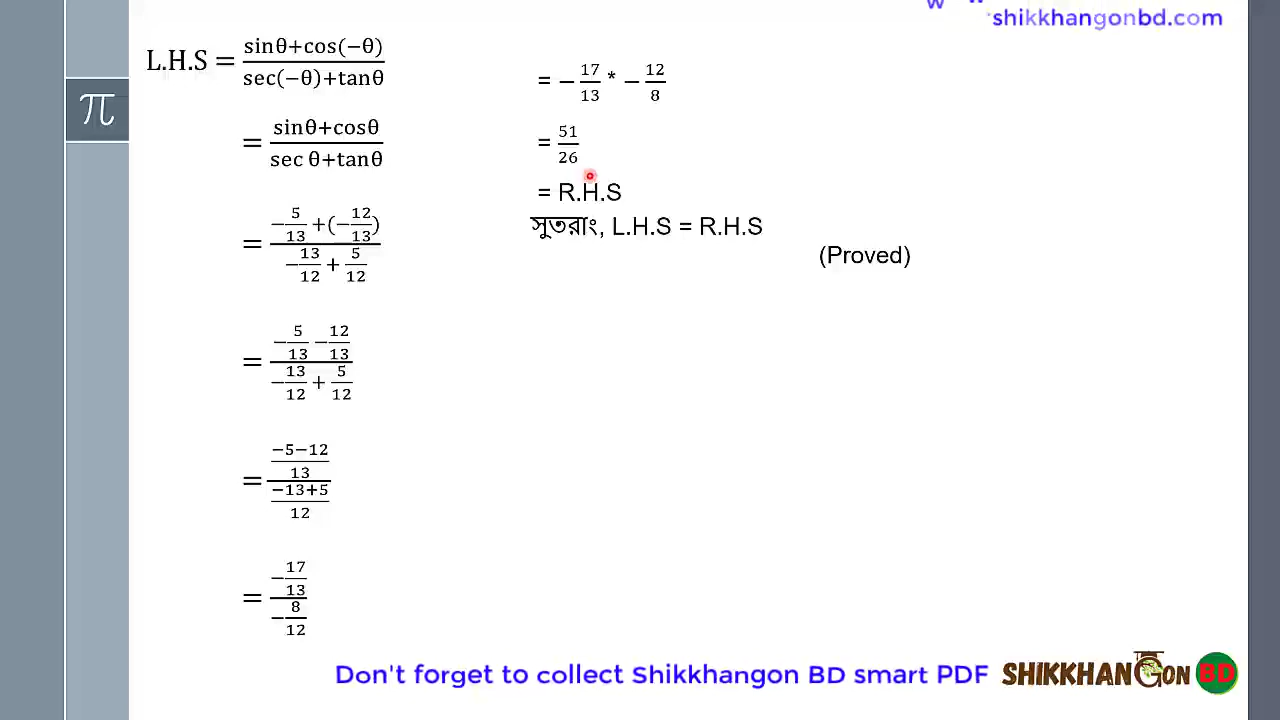 shikkhangonbd.com
π
L.H.S = (sinθ+cos(−θ))/(sec(−θ)+tanθ)
= (sinθ+cosθ)/(sec θ+tanθ)
= (−5/13 +(−12/13))/(−13/12 + 5/12)
= (−5/13 −12/13)/(−13/12 + 5/12)
= ((−5−12)/13)/((−13+5)/12)
= (−17/13)/(−8/12)
= −17/13 * −12/8
= 51/26
= R.H.S
সুতরাং, L.H.S = R.H.S
(Proved)
Don't forget to collect Shikkhangon BD smart PDF
SHIKKHANGON BD